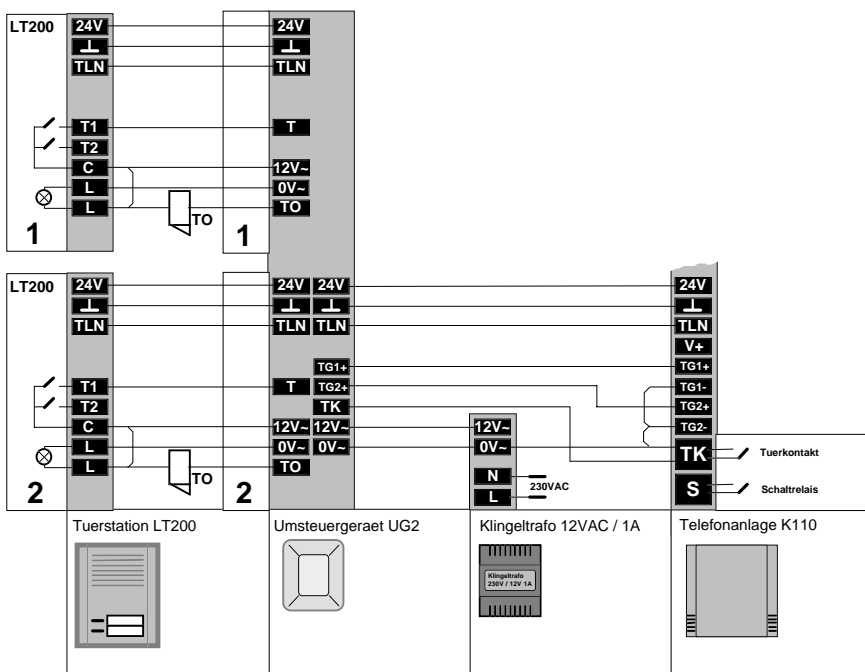 LT200 24V 24V
⊥ ⊥
TLN TLN
T1 T
T2
C 12V~
L 0V~
L TO TO
1 1
LT200 24V 24V 24V 24V
⊥ ⊥ ⊥ ⊥
TLN TLN TLN TLN
V+
TG1+ TG1+
T1 T TG2+ TG1-
T2 TK TG2+
C 12V~ 12V~ 12V~ TG2-
L 0V~ 0V~ 0V~ TK Tuerkontakt
L TO TO
N 230VAC
L
S Schaltrelais
2 2
Tuerstation LT200
Umsteuergeraet UG2
Klingeltrafo 12VAC / 1A
Telefonanlage K110
Klingeltrafo
230V / 12V 1A